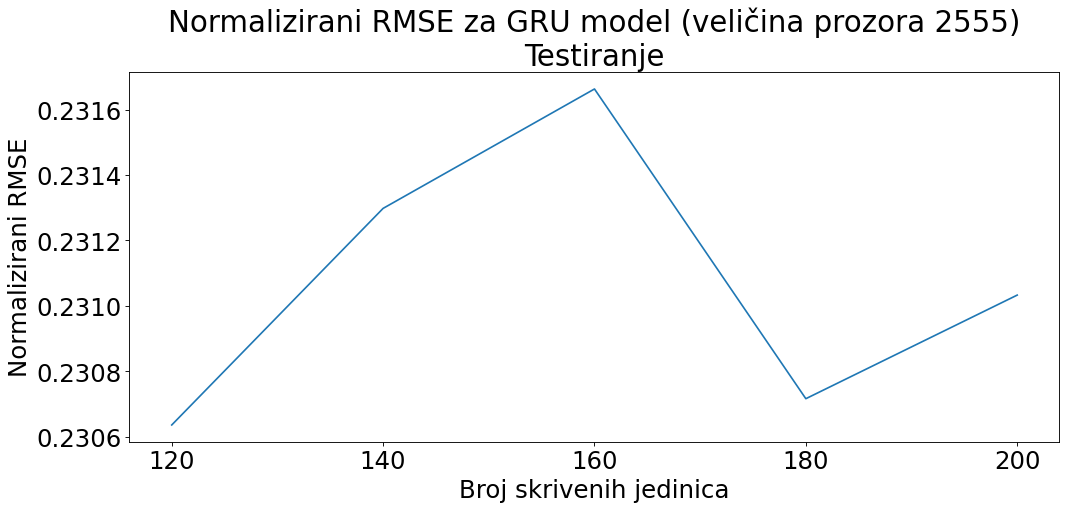 Normalizirani RMSE za GRU model (veličina prozora 2555)
Testiranje
Normalizirani RMSE
0.2316
0.2314
0.2312
0.2310
0.2308
0.2306
120 140 160 180 200
Broj skrivenih jedinica